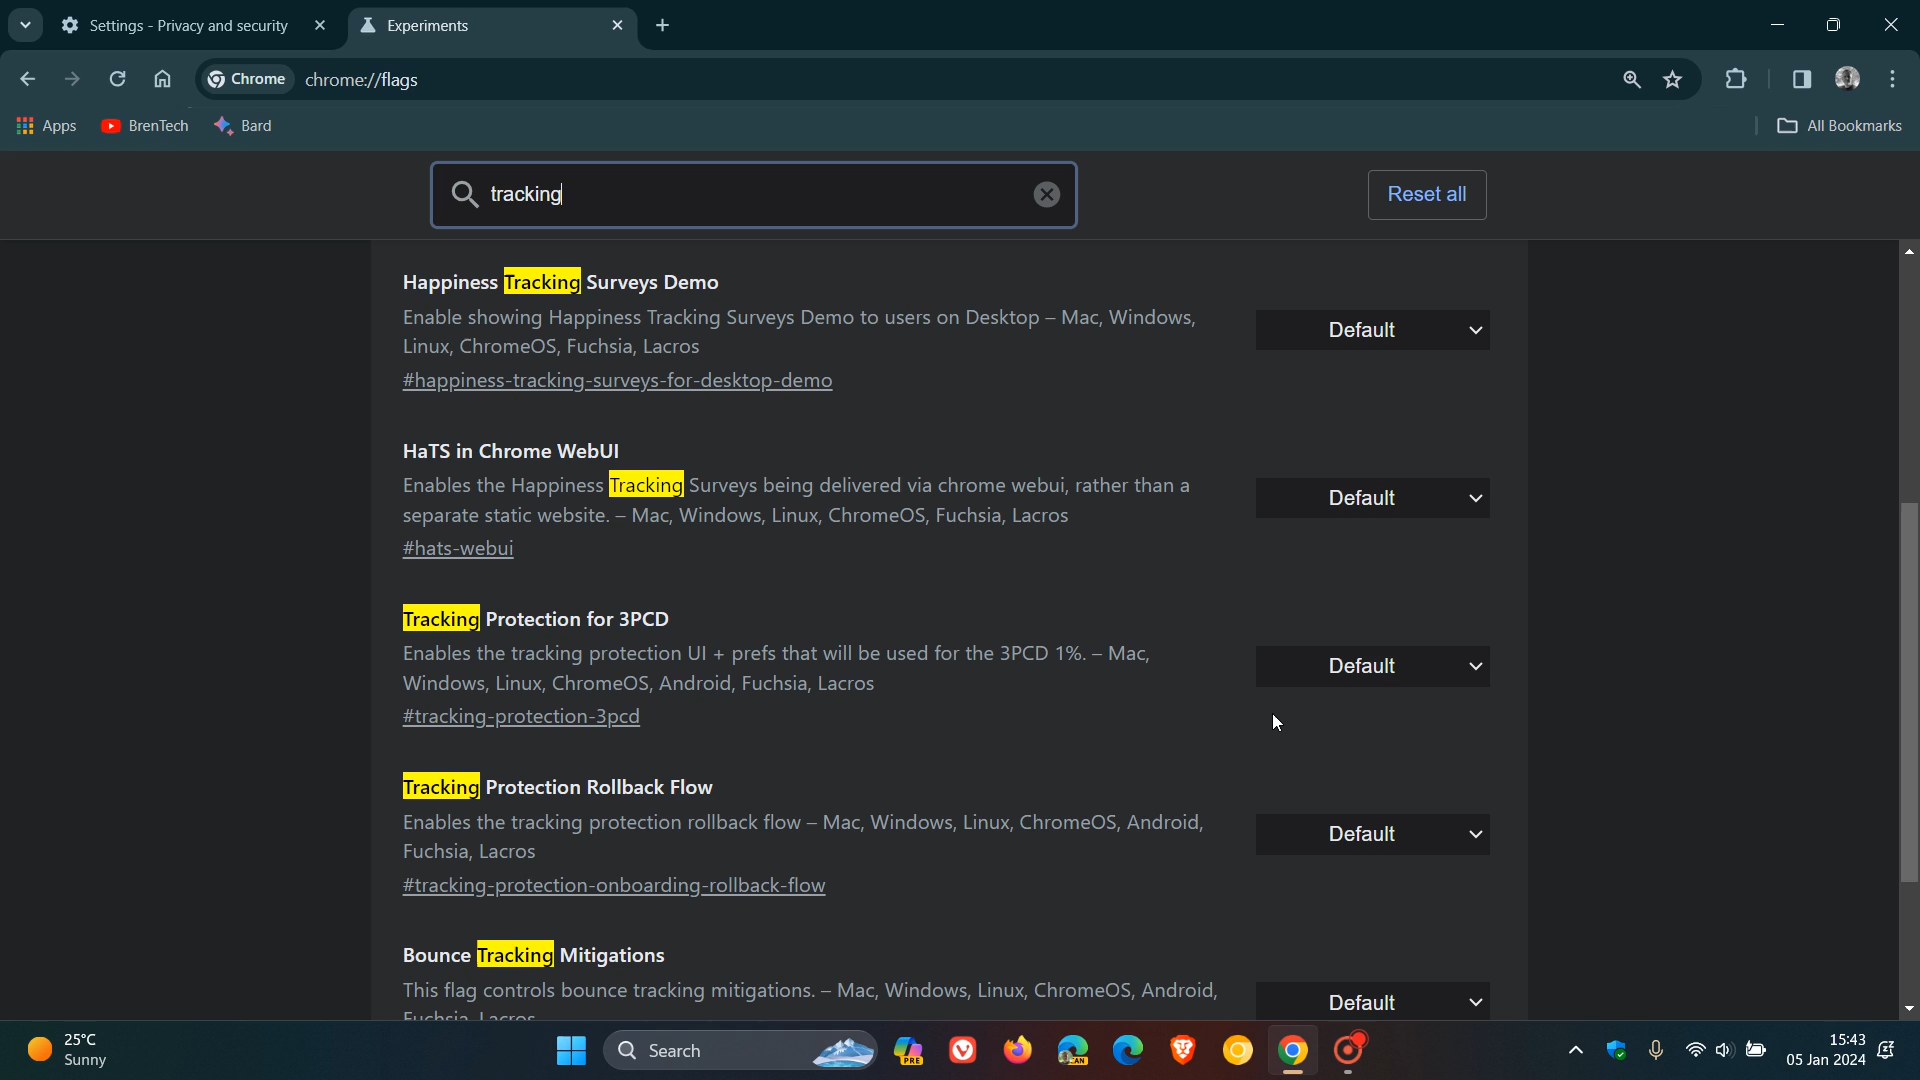 Settings - Privacy and security
Experiments
Chrome
chrome://flags
Apps
BrenTech
Bard
All Bookmarks
tracking
Reset all
Happiness Tracking Surveys Demo
Enable showing Happiness Tracking Surveys Demo to users on Desktop – Mac, Windows,
Linux, ChromeOS, Fuchsia, Lacros
#happiness-tracking-surveys-for-desktop-demo
Default
HaTS in Chrome WebUI
Enables the Happiness Tracking Surveys being delivered via chrome webui, rather than a
separate static website. – Mac, Windows, Linux, ChromeOS, Fuchsia, Lacros
#hats-webui
Default
Tracking Protection for 3PCD
Enables the tracking protection UI + prefs that will be used for the 3PCD 1%. – Mac,
Windows, Linux, ChromeOS, Android, Fuchsia, Lacros
#tracking-protection-3pcd
Default
Tracking Protection Rollback Flow
Enables the tracking protection rollback flow – Mac, Windows, Linux, ChromeOS, Android,
Fuchsia, Lacros
#tracking-protection-onboarding-rollback-flow
Default
Bounce Tracking Mitigations
This flag controls bounce tracking mitigations. – Mac, Windows, Linux, ChromeOS, Android,
Fuchsia, Lacros
Default
25°C
Sunny
Search
PRE
CAN
15:43
05 Jan 2024